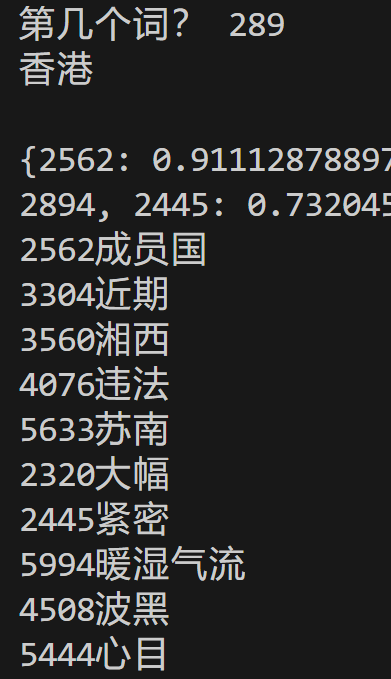 第几个词? 289
香港
{2562: 0.91112878897
2894, 2445: 0.732045
2562成员国
3304近期
3560湘西
4076违法
5633苏南
2320大幅
2445紧密
5994暖湿气流
4508波黑
5444心目